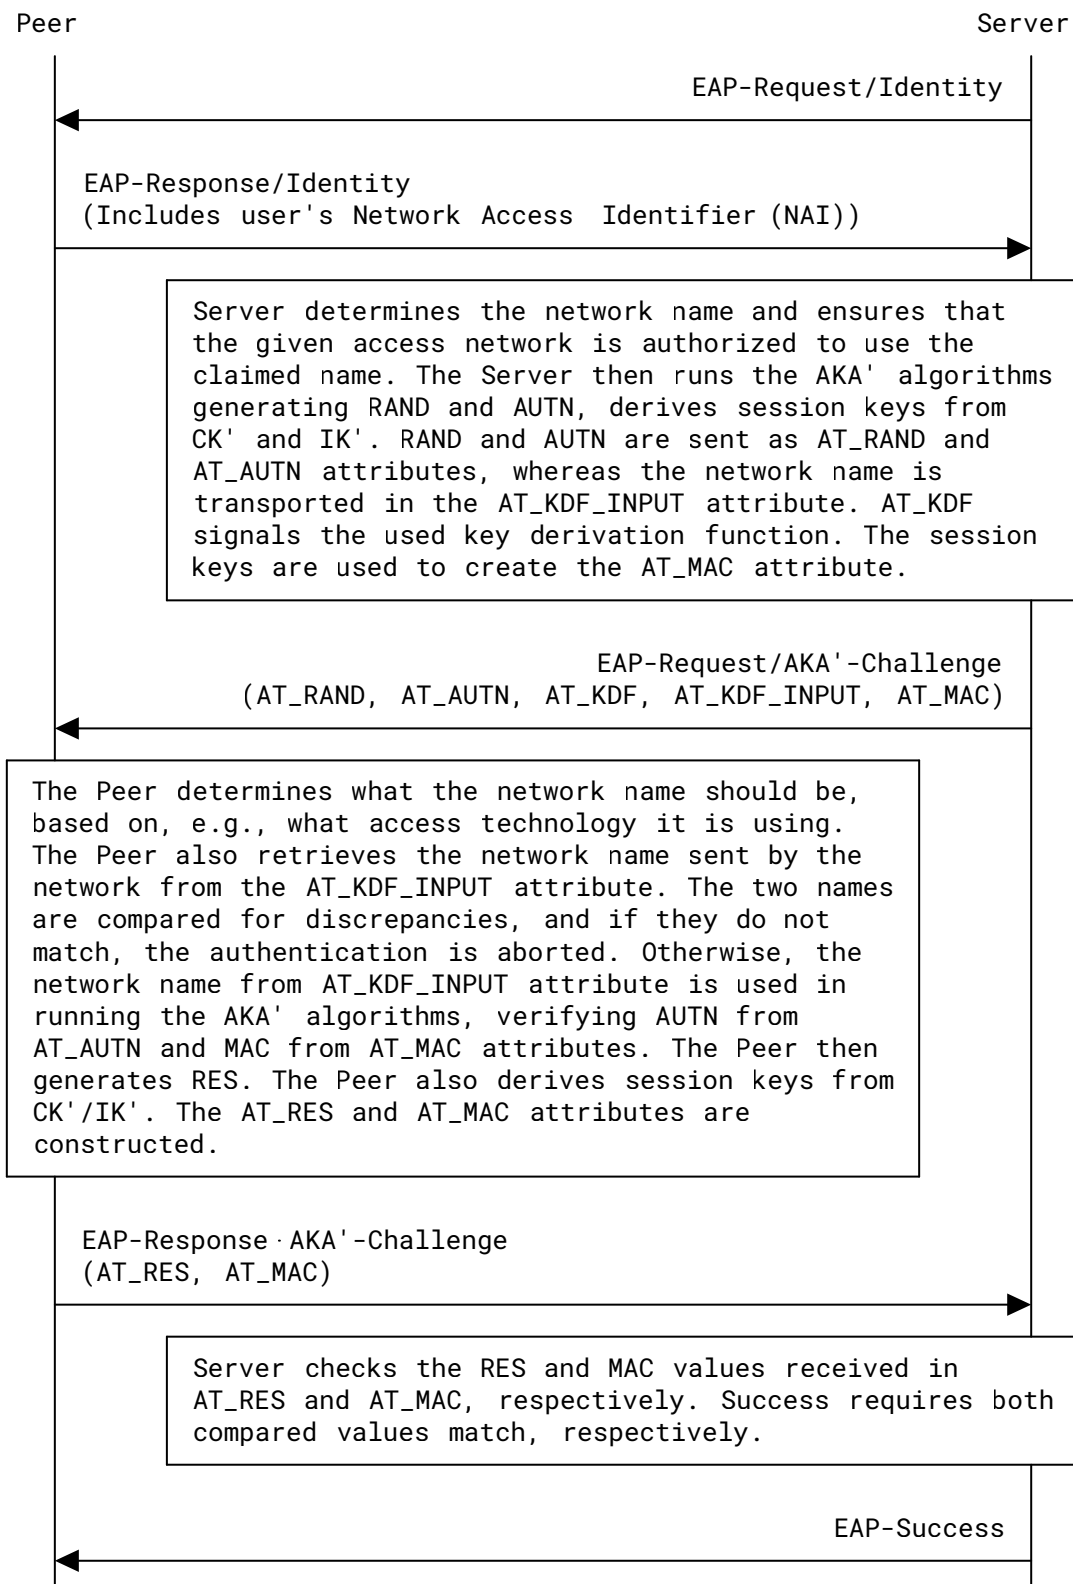 Peer Server
EAP-Request/Identity
EAP-Response/Identity
(Includes user's Network Access Identifier (NAI))
Server determines the network name and ensures that
the given access network is authorized to use the
claimed name. The Server then runs the AKA' algorithms
generating RAND and AUTN, derives session keys from
CK' and IK'. RAND and AUTN are sent as AT_RAND and
AT_AUTN attributes, whereas the network name is
transported in the AT_KDF_INPUT attribute. AT_KDF
signals the used key derivation function. The session
keys are used to create the AT_MAC attribute.
EAP-Request/AKA'-Challenge
(AT_RAND, AT_AUTN, AT_KDF, AT_KDF_INPUT, AT_MAC)
The Peer determines what the network name should be,
based on, e.g., what access technology it is using.
The Peer also retrieves the network name sent by the
network from the AT_KDF_INPUT attribute. The two names
are compared for discrepancies, and if they do not
match, the authentication is aborted. Otherwise, the
network name from AT_KDF_INPUT attribute is used in
running the AKA' algorithms, verifying AUTN from
AT_AUTN and MAC from AT_MAC attributes. The Peer then
generates RES. The Peer also derives session keys from
CK'/IK'. The AT_RES and AT_MAC attributes are
constructed.
EAP-Response·AKA'-Challenge
(AT_RES, AT_MAC)
Server checks the RES and MAC values received in
AT_RES and AT_MAC, respectively. Success requires both
compared values match, respectively.
EAP-Success